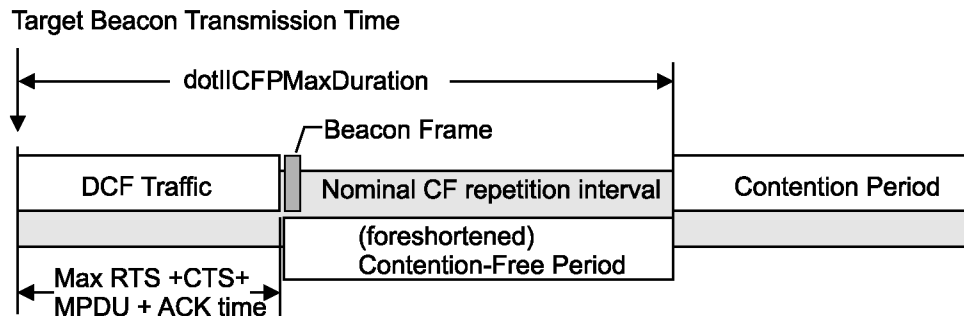 Target Beacon Transmission Time
dotllCFPMaxDuration
Beacon Frame
DCF Traffic
Nominal CF repetition interval
Contention Period
(foreshortened)
Contention-Free Period
Max RTS +CTS+
MPDU + ACK time